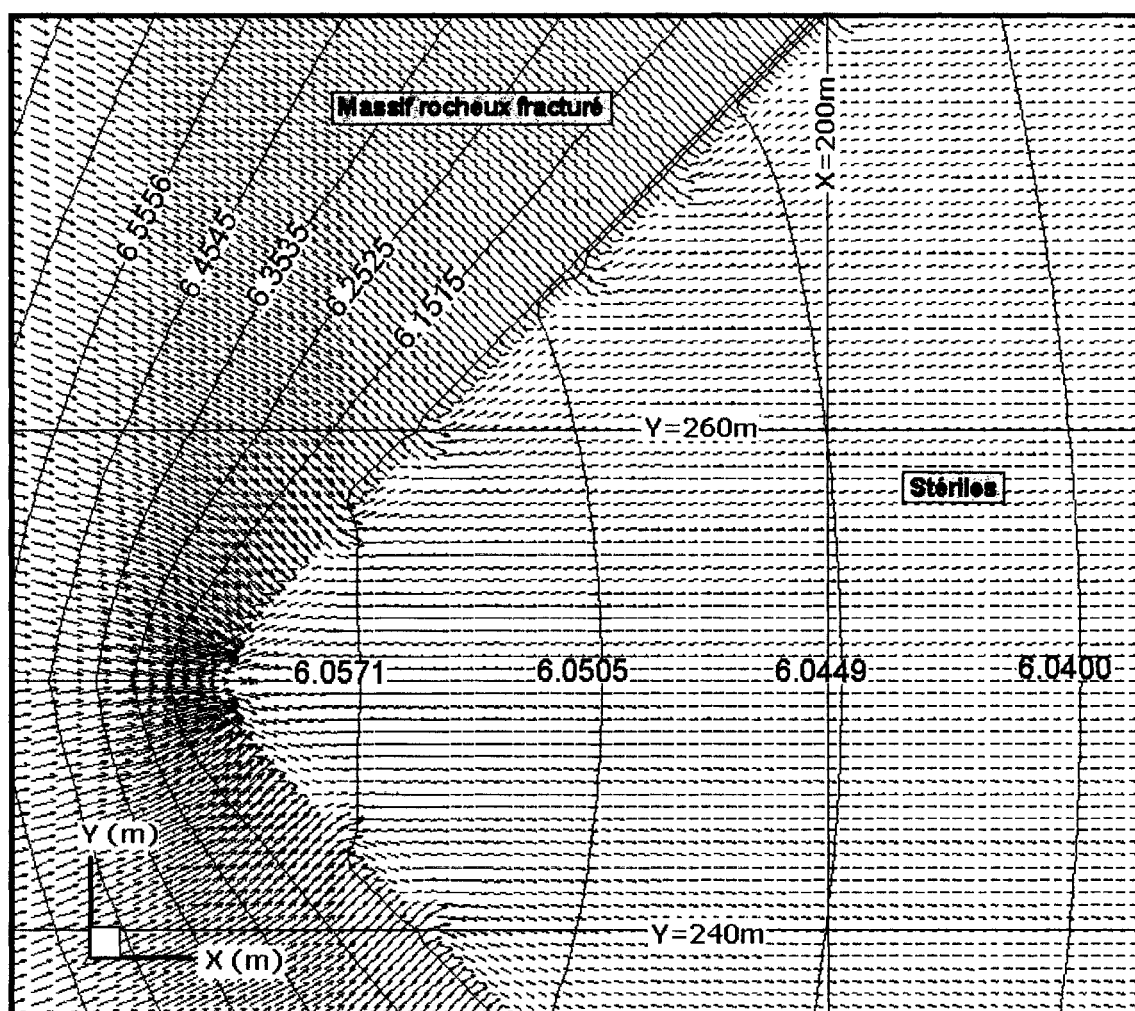 Massif rocheux fracturé
X=200m
6.5556
6.4545
6.3535
6.2525
6.1515
Y=260m
Stériles
6.0571
6.0505
6.0449
6.0400
Y (m)
X (m)
Y=240m